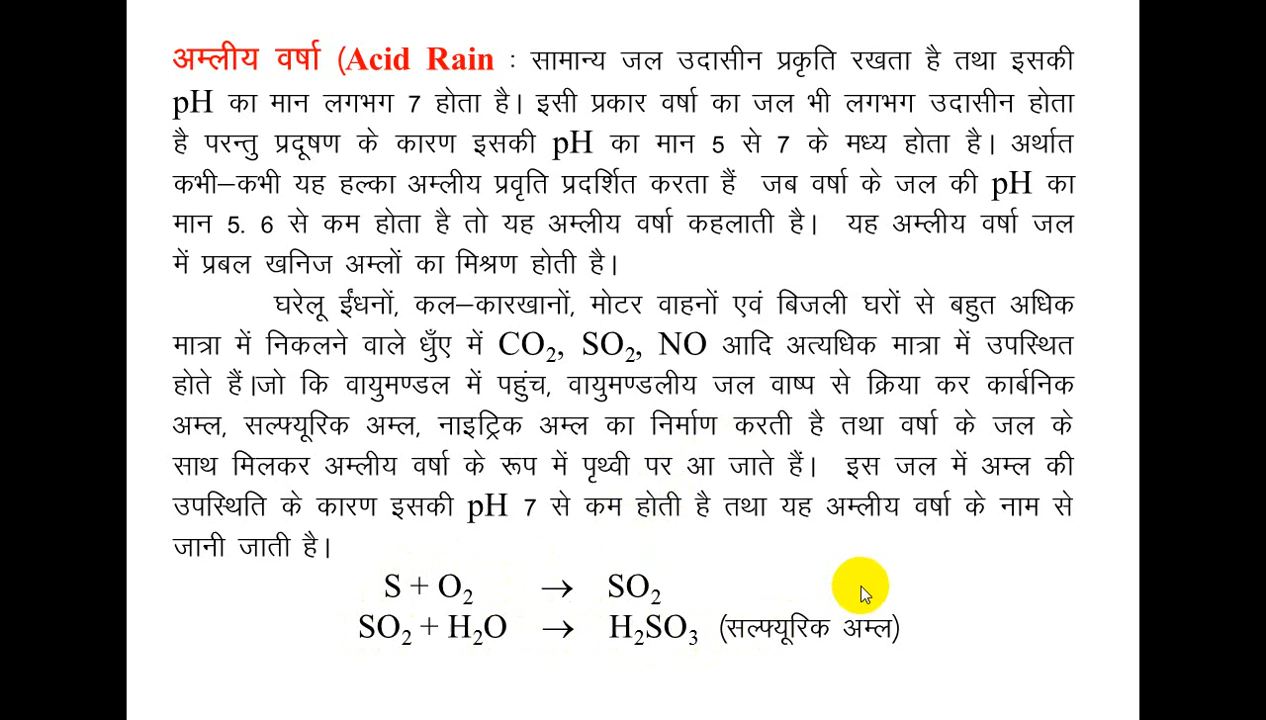 अम्लीय वर्षा (Acid Rain : सामान्य जल उदासीन प्रकृति रखता है तथा इसकी
pH का मान लगभग 7 होता है। इसी प्रकार वर्षा का जल भी लगभग उदासीन होता
है परन्तु प्रदूषण के कारण इसकी pH का मान 5 से 7 के मध्य होता है। अर्थात
कभी–कभी यह हल्का अम्लीय प्रवृति प्रदर्शित करता हैं जब वर्षा के जल की pH का
मान 5. 6 से कम होता है तो यह अम्लीय वर्षा कहलाती है। यह अम्लीय वर्षा जल
में प्रबल खनिज अम्लों का मिश्रण होती है।
घरेलू ईंधनों, कल–कारखानों, मोटर वाहनों एवं बिजली घरों से बहुत अधिक
मात्रा में निकलने वाले धुँए में CO₂, SO₂, NO आदि अत्यधिक मात्रा में उपस्थित
होते हैं।जो कि वायुमण्डल में पहुंच, वायुमण्डलीय जल वाष्प से क्रिया कर कार्बनिक
अम्ल, सल्फ्यूरिक अम्ल, नाइट्रिक अम्ल का निर्माण करती है तथा वर्षा के जल के
साथ मिलकर अम्लीय वर्षा के रूप में पृथ्वी पर आ जाते हैं। इस जल में अम्ल की
उपस्थिति के कारण इसकी pH 7 से कम होती है तथा यह अम्लीय वर्षा के नाम से
जानी जाती है।
S + O₂ → SO₂
SO₂ + H₂O → H₂SO₃ (सल्फ्यूरिक अम्ल)